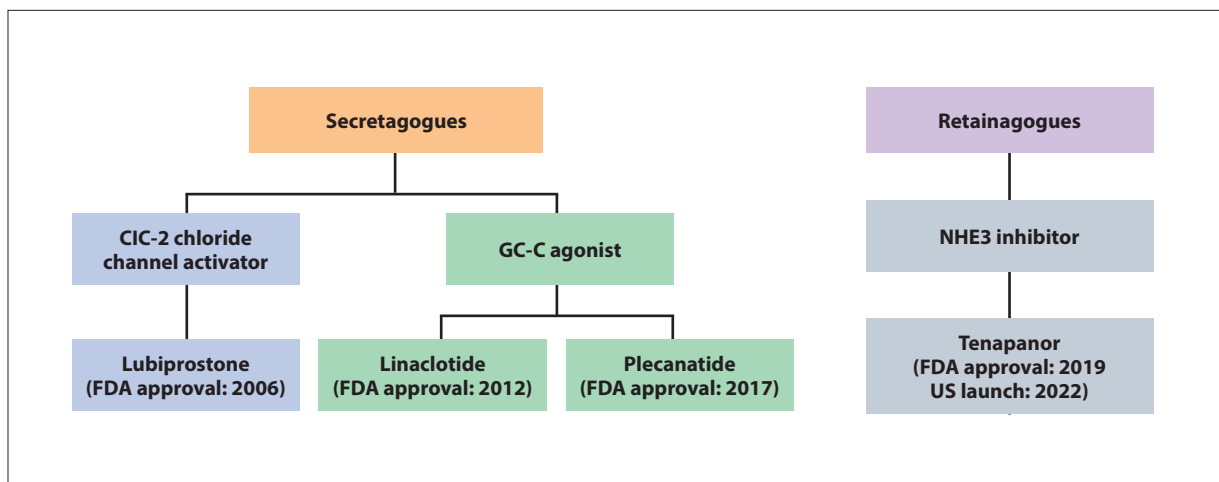 Secretagogues
Retainagogues
CIC-2 chloride
channel activator
GC-C agonist
NHE3 inhibitor
Lubiprostone
(FDA approval: 2006)
Linaclotide
(FDA approval: 2012)
Plecanatide
(FDA approval: 2017)
Tenapanor
(FDA approval: 2019
US launch: 2022)